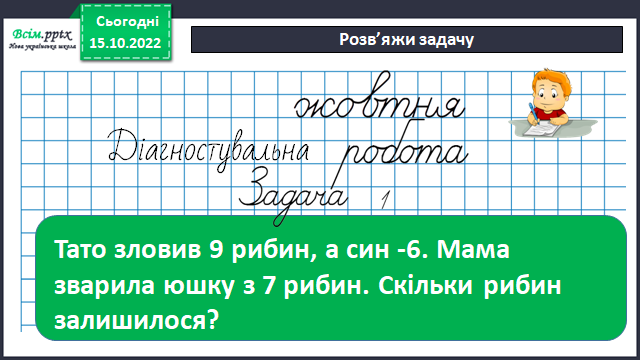 Всім.pptx
Нова українська школа
Сьогодні
15.10.2022
Розв’яжи задачу
жовтня
Діагностувальна робота
Задача 1
Тато зловив 9 рибин, а син -6. Мама
зварила юшку з 7 рибин. Скільки рибин
залишилося?